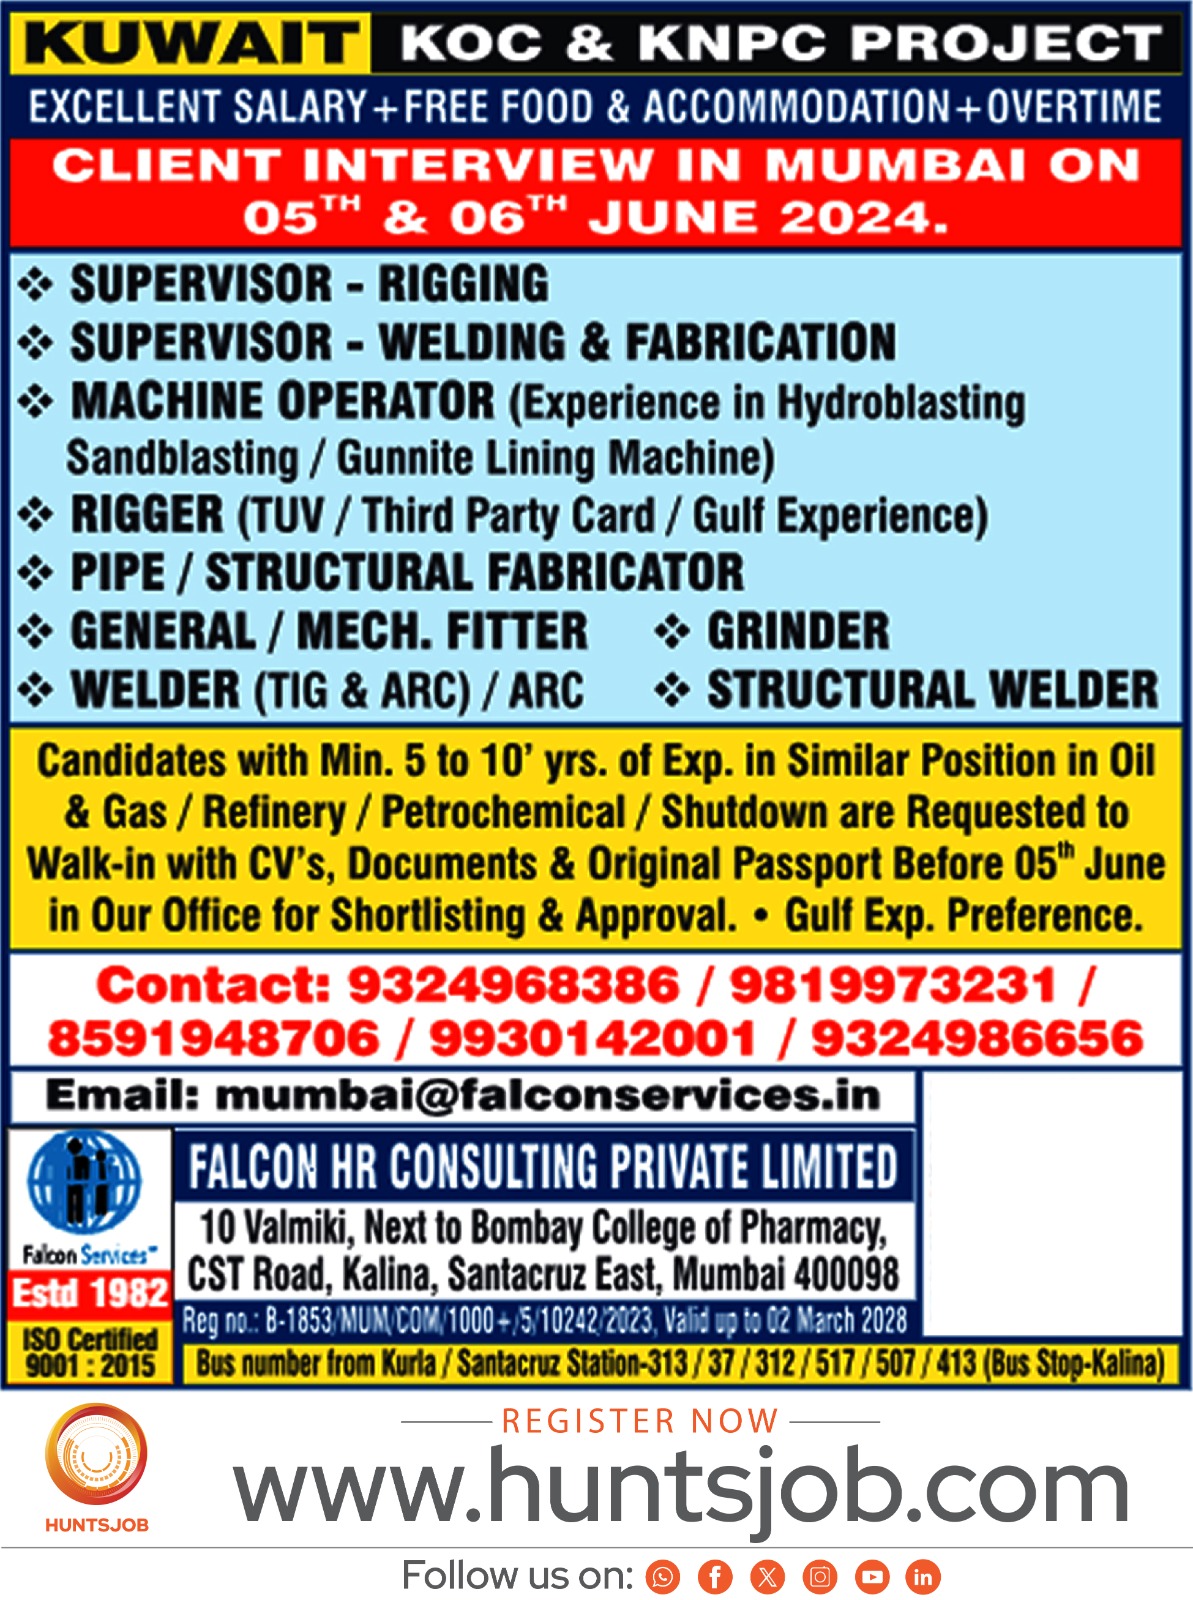 KUWAIT KOC & KNPC PROJECT
EXCELLENT SALARY+FREE FOOD & ACCOMMODATION+OVERTIME
CLIENT INTERVIEW IN MUMBAI ON
05TH & 06TH JUNE 2024.
❖ SUPERVISOR - RIGGING
❖ SUPERVISOR - WELDING & FABRICATION
❖ MACHINE OPERATOR (Experience in Hydroblasting
Sandblasting / Gunnite Lining Machine)
❖ RIGGER (TUV / Third Party Card / Gulf Experience)
❖ PIPE / STRUCTURAL FABRICATOR
❖ GENERAL / MECH. FITTER ❖ GRINDER
❖ WELDER (TIG & ARC) / ARC ❖ STRUCTURAL WELDER
Candidates with Min. 5 to 10' yrs. of Exp. in Similar Position in Oil
& Gas / Refinery / Petrochemical / Shutdown are Requested to
Walk-in with CV's, Documents & Original Passport Before 05th June
in Our Office for Shortlisting & Approval. • Gulf Exp. Preference.
Contact: 9324968386 / 9819973231 /
8591948706 / 9930142001 / 9324986656
Email: mumbai@falconservices.in
Falcon Services
Estd 1982
ISO Certified
9001 : 2015
FALCON HR CONSULTING PRIVATE LIMITED
10 Valmiki, Next to Bombay College of Pharmacy,
CST Road, Kalina, Santacruz East, Mumbai 400098
Reg no.: B-1853/MUM/COM/1000+/5/10242/2023, Valid up to 02 March 2028
Bus number from Kurla / Santacruz Station-313 / 37 / 312 / 517 / 507 / 413 (Bus Stop-Kalina)
HUNTSJOB
REGISTER NOW
www.huntsjob.com
Follow us on: